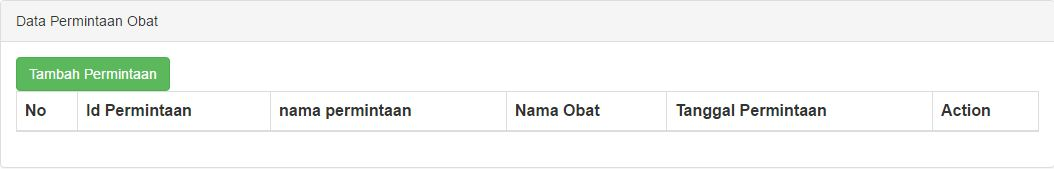 Data Permintaan Obat
Tambah Permintaan
No Id Permintaan nama permintaan Nama Obat Tanggal Permintaan Action